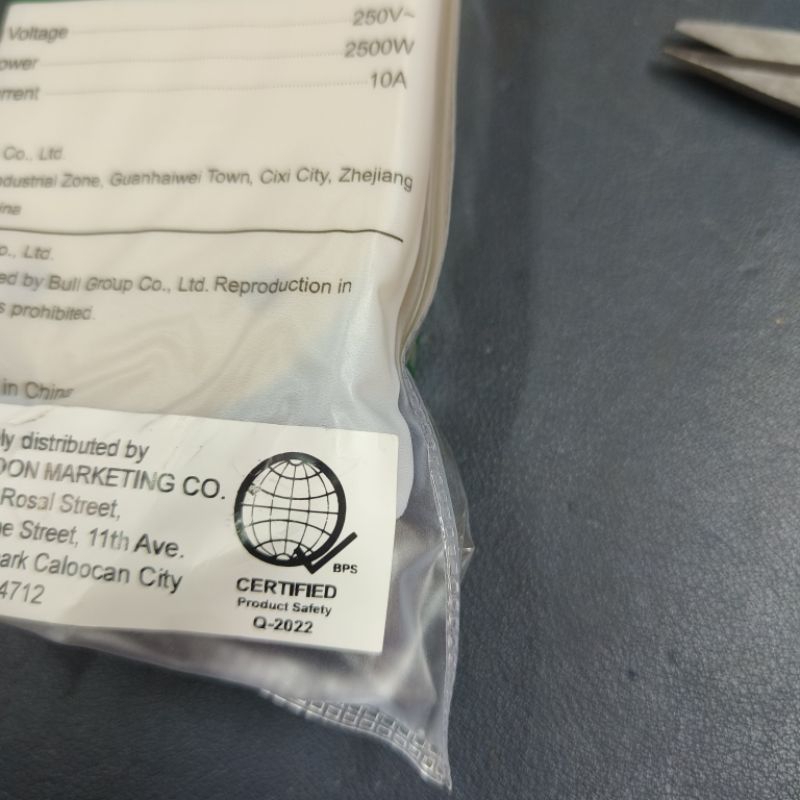 Voltage 250V~
ower 2500W
rrent 10A
Co., Ltd.
dustrial Zone, Guanhaiwei Town, Cixi City, Zhejiang
ina
o., Ltd.
ed by Bull Group Co., Ltd. Reproduction in
s prohibited.
in China
ly distributed by
OON MARKETING CO.
Rosal Street,
e Street, 11th Ave.
ark Caloocan City
4712
BPS
CERTIFIED
Product Safety
Q-2022